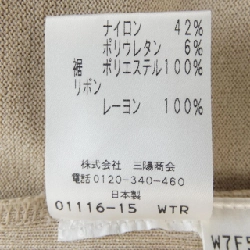 ナイロン 42%
ポリウレタン 6%
裾 ポリエステル100%
リボン
レーヨン 100%
株式会社 三陽商会
電話0120-340-460
日本製
01116-15 WTR